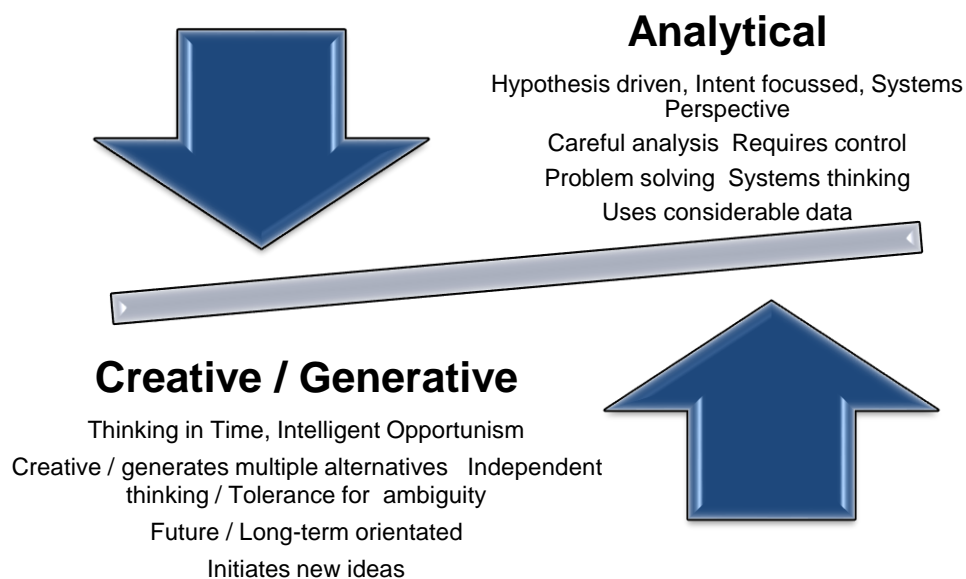 Analytical
Hypothesis driven, Intent focussed, Systems
Perspective
Careful analysis  Requires control
Problem solving  Systems thinking
Uses considerable data
Creative / Generative
Thinking in Time, Intelligent Opportunism
Creative / generates multiple alternatives   Independent
thinking / Tolerance for  ambiguity
Future / Long-term orientated
Initiates new ideas